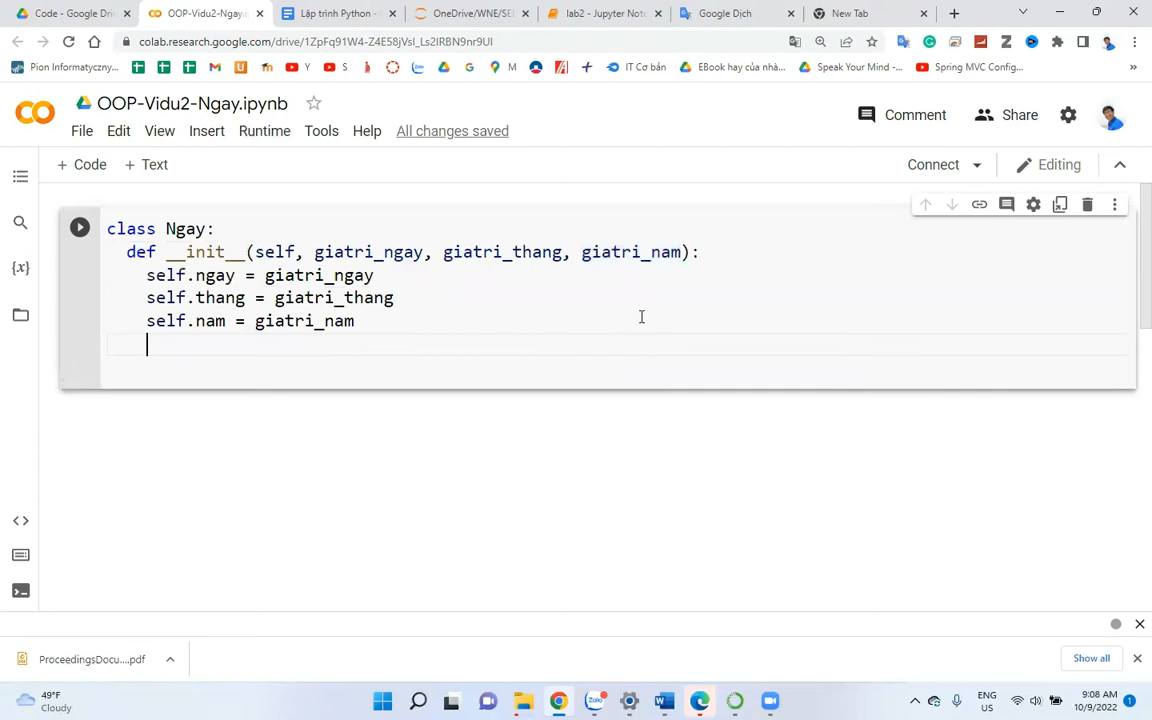 Code - Google Dri
OOP-Vidu2-Ngay.
Lập trình Python -
OneDrive/WNE/SE
lab2 - Jupyter Not
Google Dịch
New Tab
colab.research.google.com/drive/1ZpFq91W4-Z4E58jVsI_Ls2IRBN9nr9UI
Pion Informatyczny...
Y
S
M
IT Cơ bản
EBook hay của nhà...
Speak Your Mind -...
Spring MVC Config...
»
OOP-Vidu2-Ngay.ipynb
Comment
Share
File Edit View Insert Runtime Tools Help All changes saved
+ Code + Text
Connect
Editing
class Ngay:
def __init__(self, giatri_ngay, giatri_thang, giatri_nam):
self.ngay = giatri_ngay
self.thang = giatri_thang
self.nam = giatri_nam
{x}
<>
ProceedingsDocu....pdf
Show all
49°F
Cloudy
Zalo
ENG
US
9:08 AM
10/9/2022
1